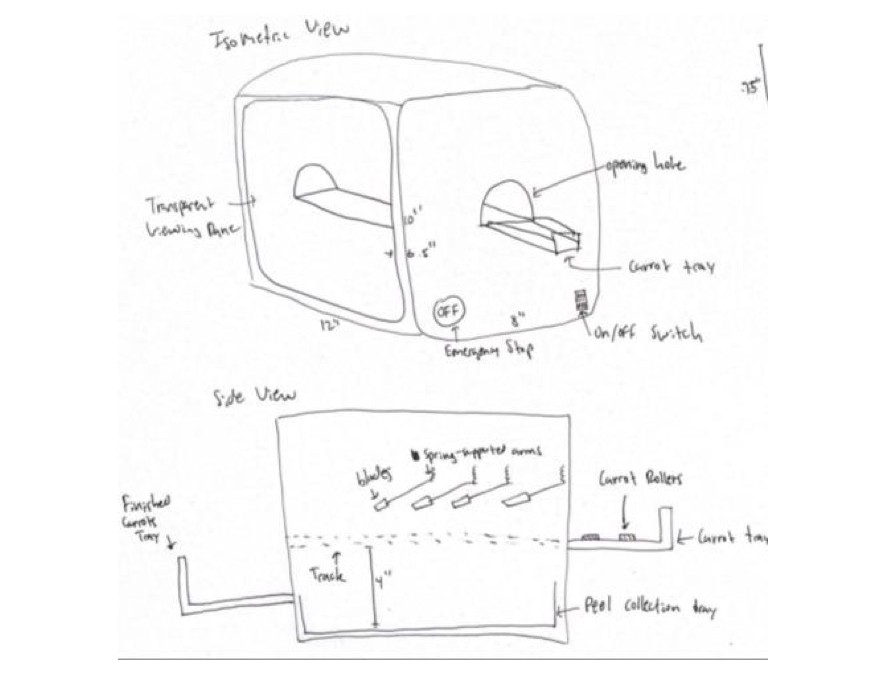 Isometric View
.75"
opening hole
Transparent
Viewing Pane
10"
6.5"
Carrot tray
OFF
8"
12"
On/off Switch
Emergency Stop
Side View
Spring-supported arms
blades
Carrot Rollers
Finished
Carrots
Tray
Carrot tray
Track
4"
Peel collection tray